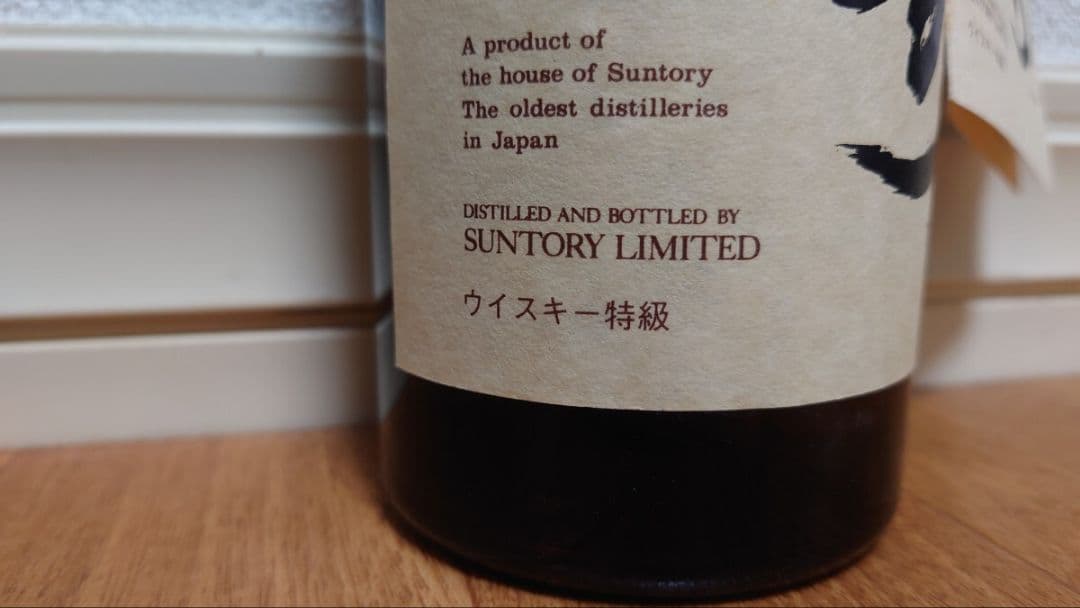 A product of
the house of Suntory
The oldest distilleries
in Japan
DISTILLED AND BOTTLED BY
SUNTORY LIMITED
ウイスキー特級